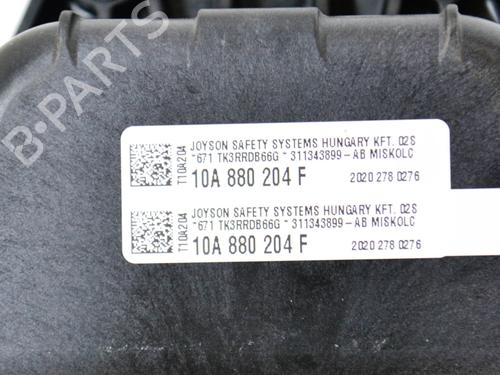 JOYSON SAFETY SYSTEMS HUNGARY KFT. 02S
*671 TK3RRDB66G * 311343899-AB MISKOLC
T10A204
10A 880 204 F 2020 278 0276
JOYSON SAFETY SYSTEMS HUNGARY KFT. 02S
*671 TK3RRDB66G * 311343899-AB MISKOLC
T10A204
10A 880 204 F 2020 278 0276
B-PARTS